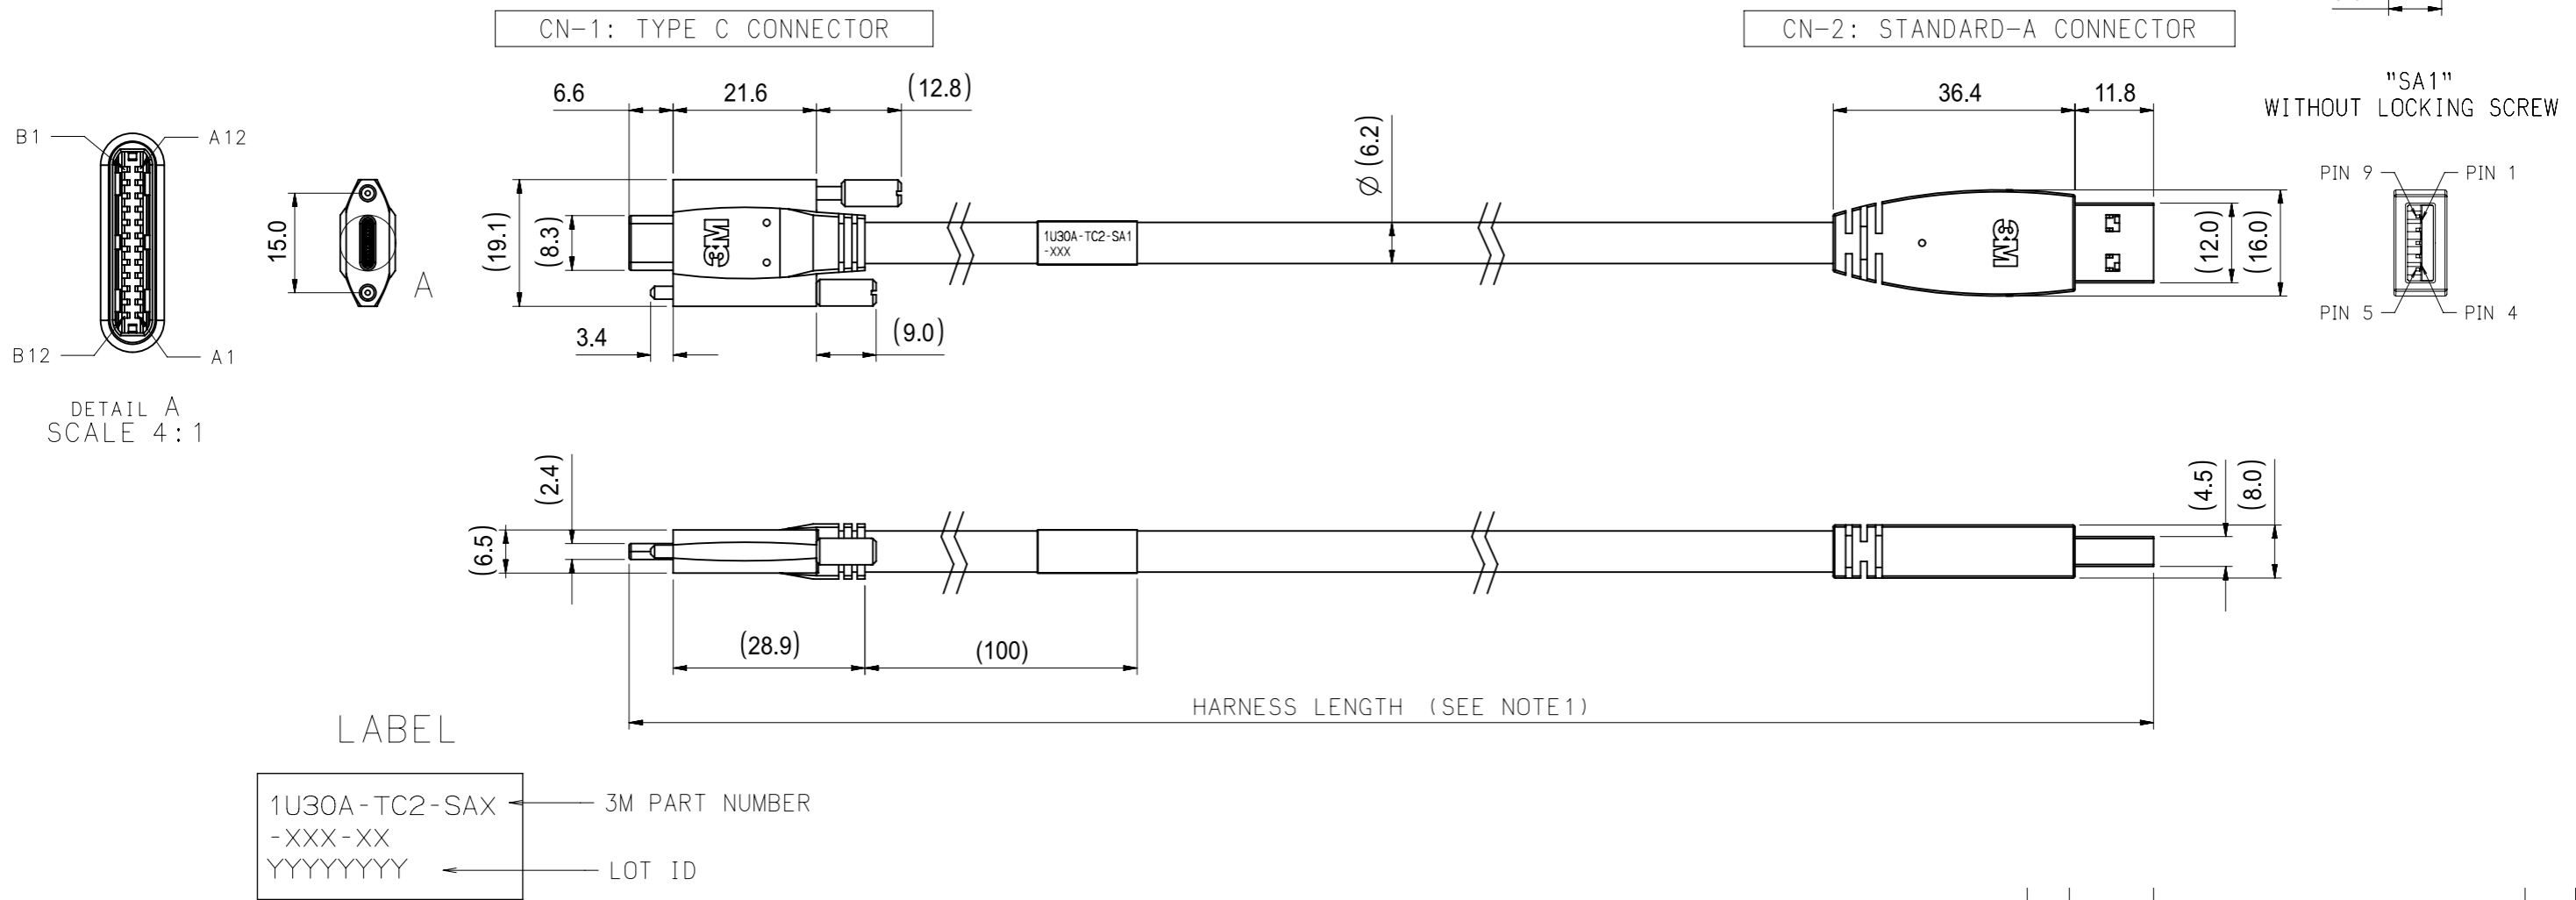 CN-1: TYPE C CONNECTOR
CN-2: STANDARD-A CONNECTOR
"SA1"
WITHOUT LOCKING SCREW
6.6
21.6
(12.8)
36.4
11.8
B1
A12
B12
A1
DETAIL A
SCALE 4:1
15.0
A
(19.1)
(8.3)
3M
3.4
(9.0)
1U30A-TC2-SA1
-XXX
Ø (6.2)
3M
(12.0)
(16.0)
PIN 9
PIN 1
PIN 5
PIN 4
(6.5)
(2.4)
(4.5)
(8.0)
(28.9)
(100)
HARNESS LENGTH (SEE NOTE1)
LABEL
1U30A-TC2-SAX
-XXX-XX
YYYYYYYY
3M PART NUMBER
LOT ID